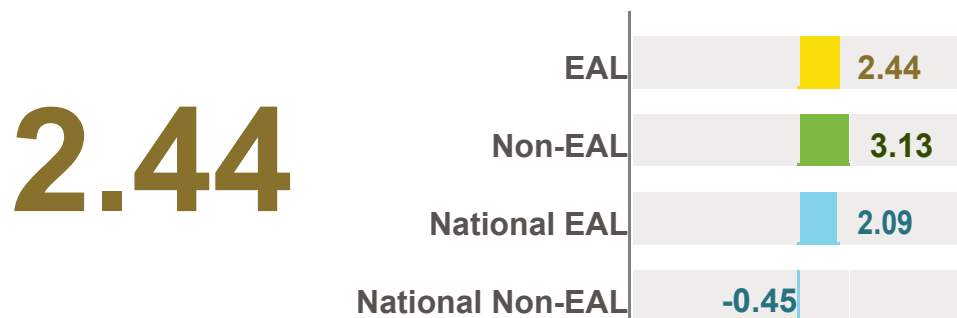 2.44
EAL 2.44
Non-EAL 3.13
National EAL 2.09
National Non-EAL -0.45